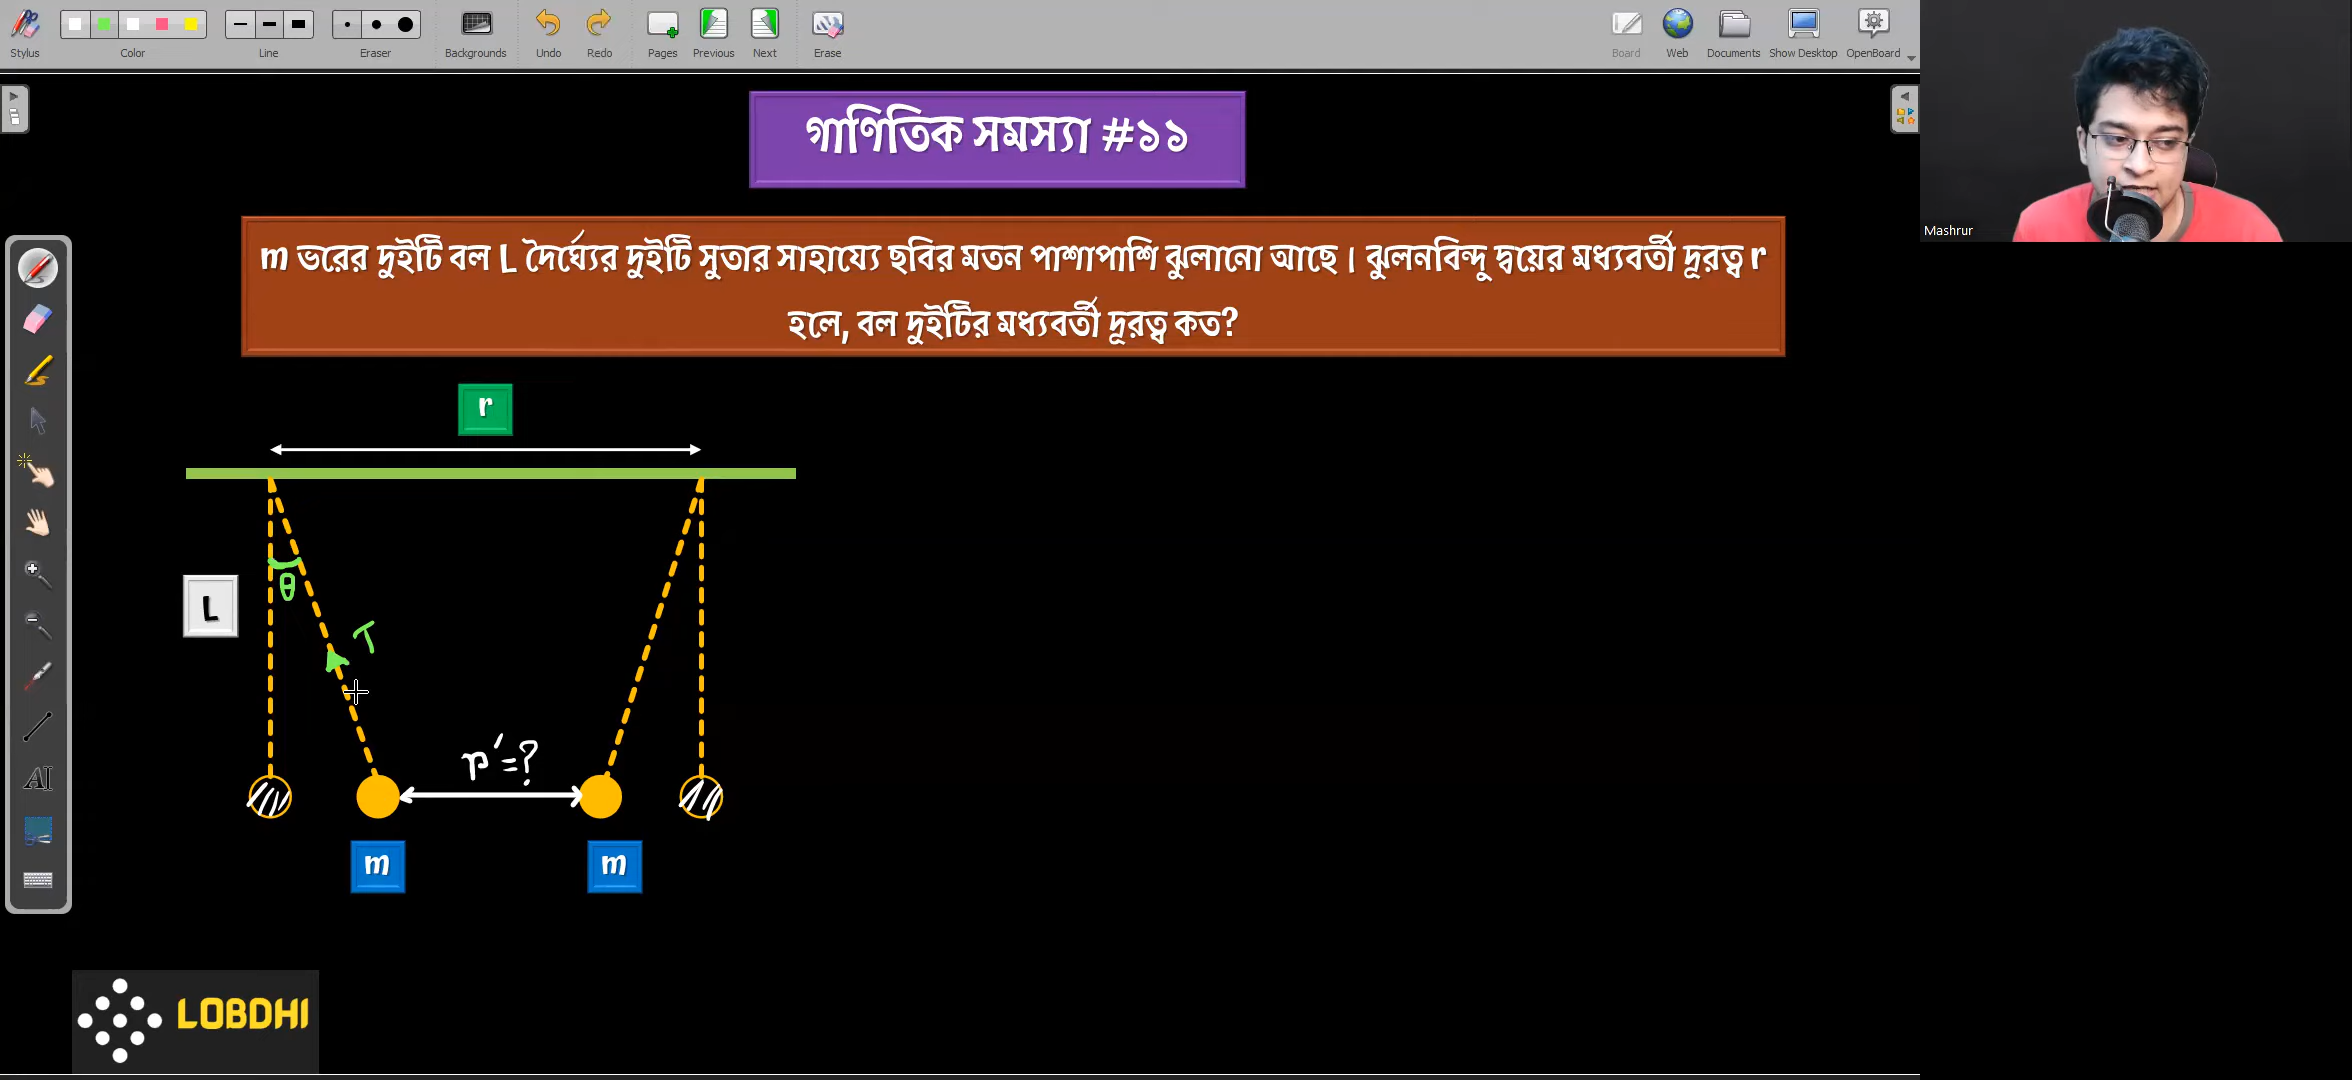 Stylus
Color
Line
Eraser
Backgrounds
Undo
Redo
Pages
Previous
Next
Erase
Board
Web
Documents
Show Desktop
OpenBoard
Mashrur
গাণিতিক সমস্যা #১১
m ভরের দুইটি বল L দৈর্ঘ্যের দুইটি সুতার সাহায্যে ছবির মতন পাশাপাশি ঝুলানো আছে। ঝুলনবিন্দু দ্বয়ের মধ্যবর্তী দূরত্ব r
হলে, বল দুইটির মধ্যবর্তী দূরত্ব কত?
r
θ
L
T
r′=?
m
m
AI
LOBDHI